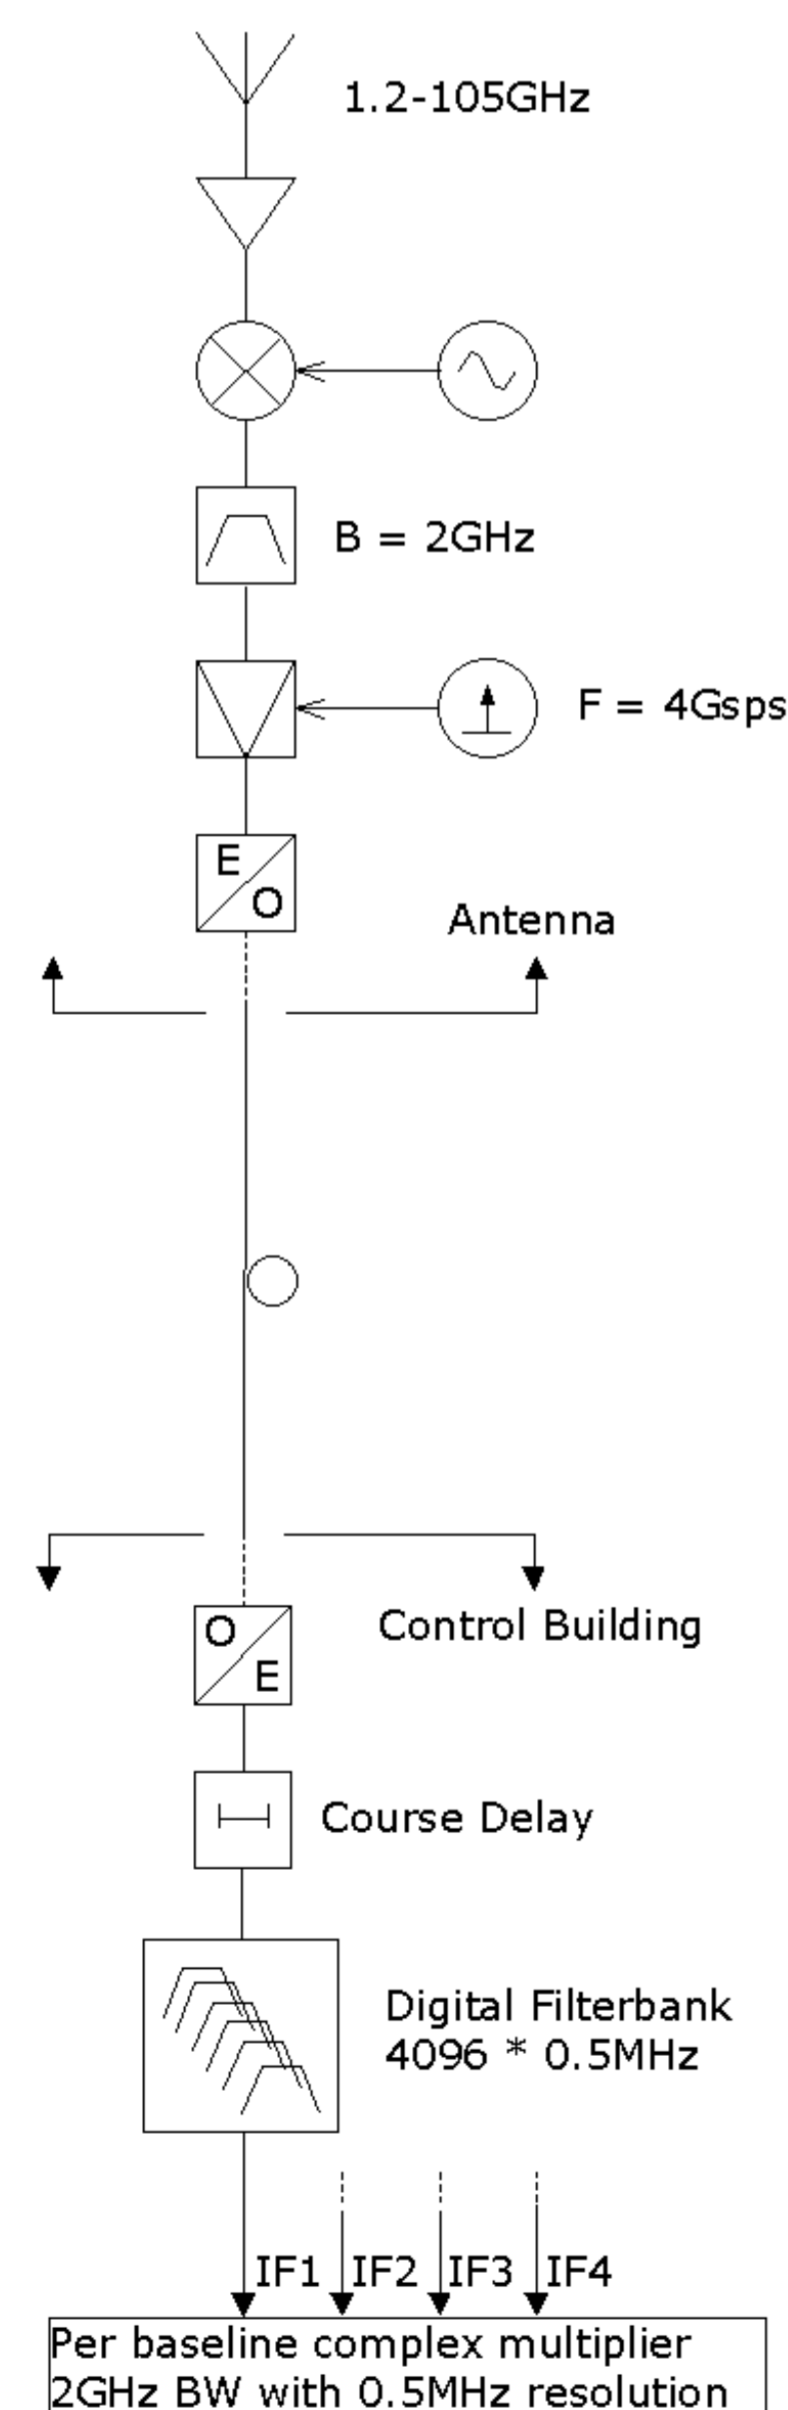 1.2-105GHz
B = 2GHz
F = 4Gsps
E
O
Antenna
Control Building
O
E
Course Delay
Digital Filterbank
4096 * 0.5MHz
IF1 IF2 IF3 IF4
Per baseline complex multiplier
2GHz BW with 0.5MHz resolution